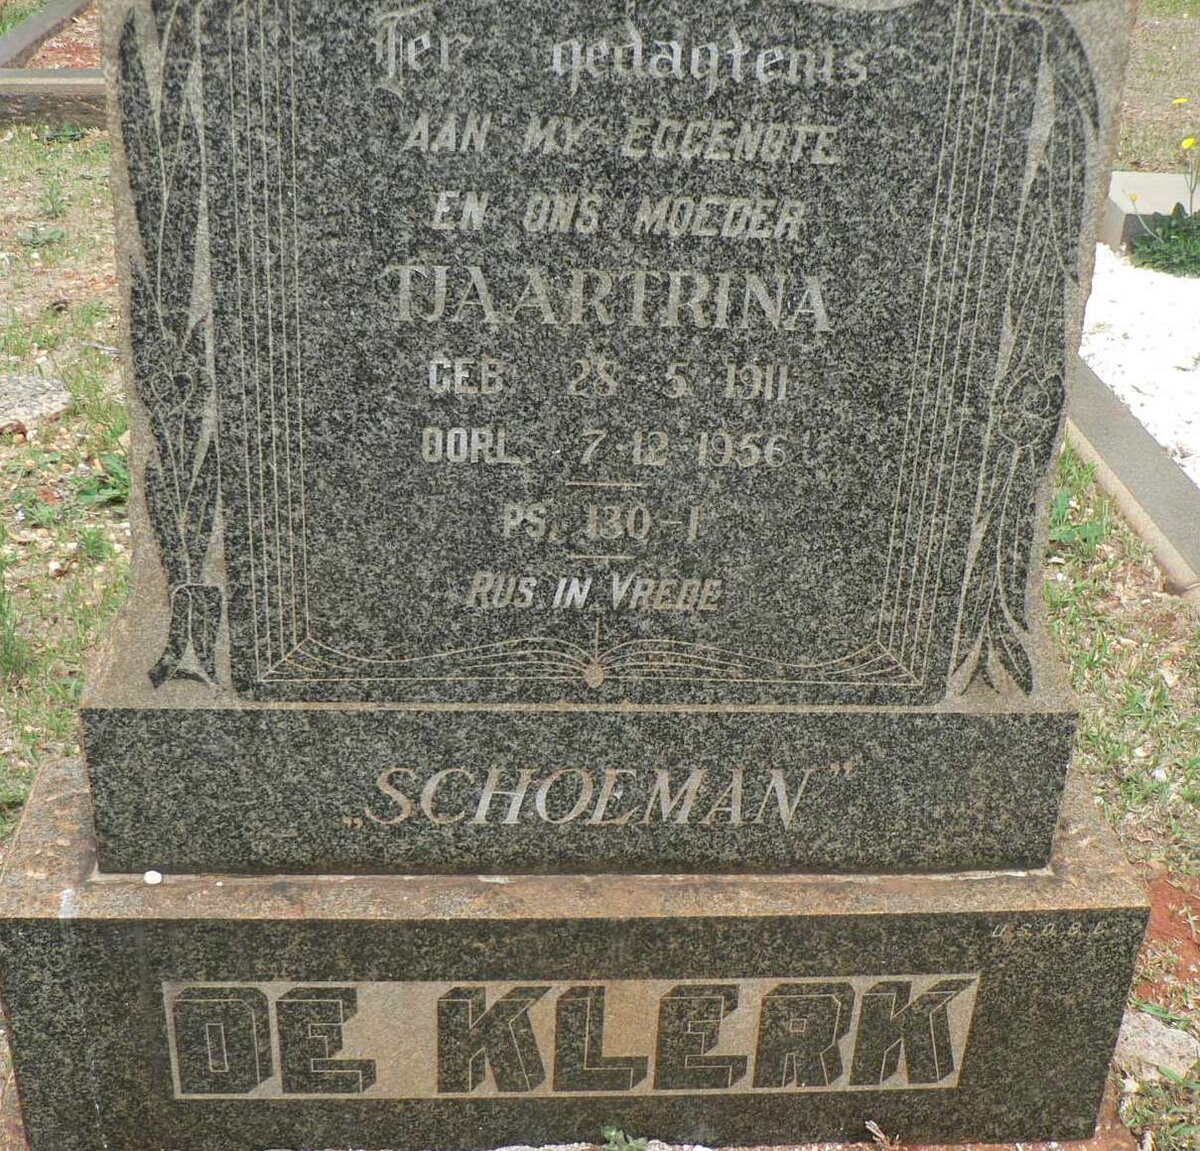 Ter gedagtenis
AAN MY EGGENOTE
EN ONS MOEDER
TJAARTRINA
GEB 28·5·1911
OORL. 7·12·1956
PS. 130-1
RUS IN VREDE
„SCHOEMAN”
DE KLERK